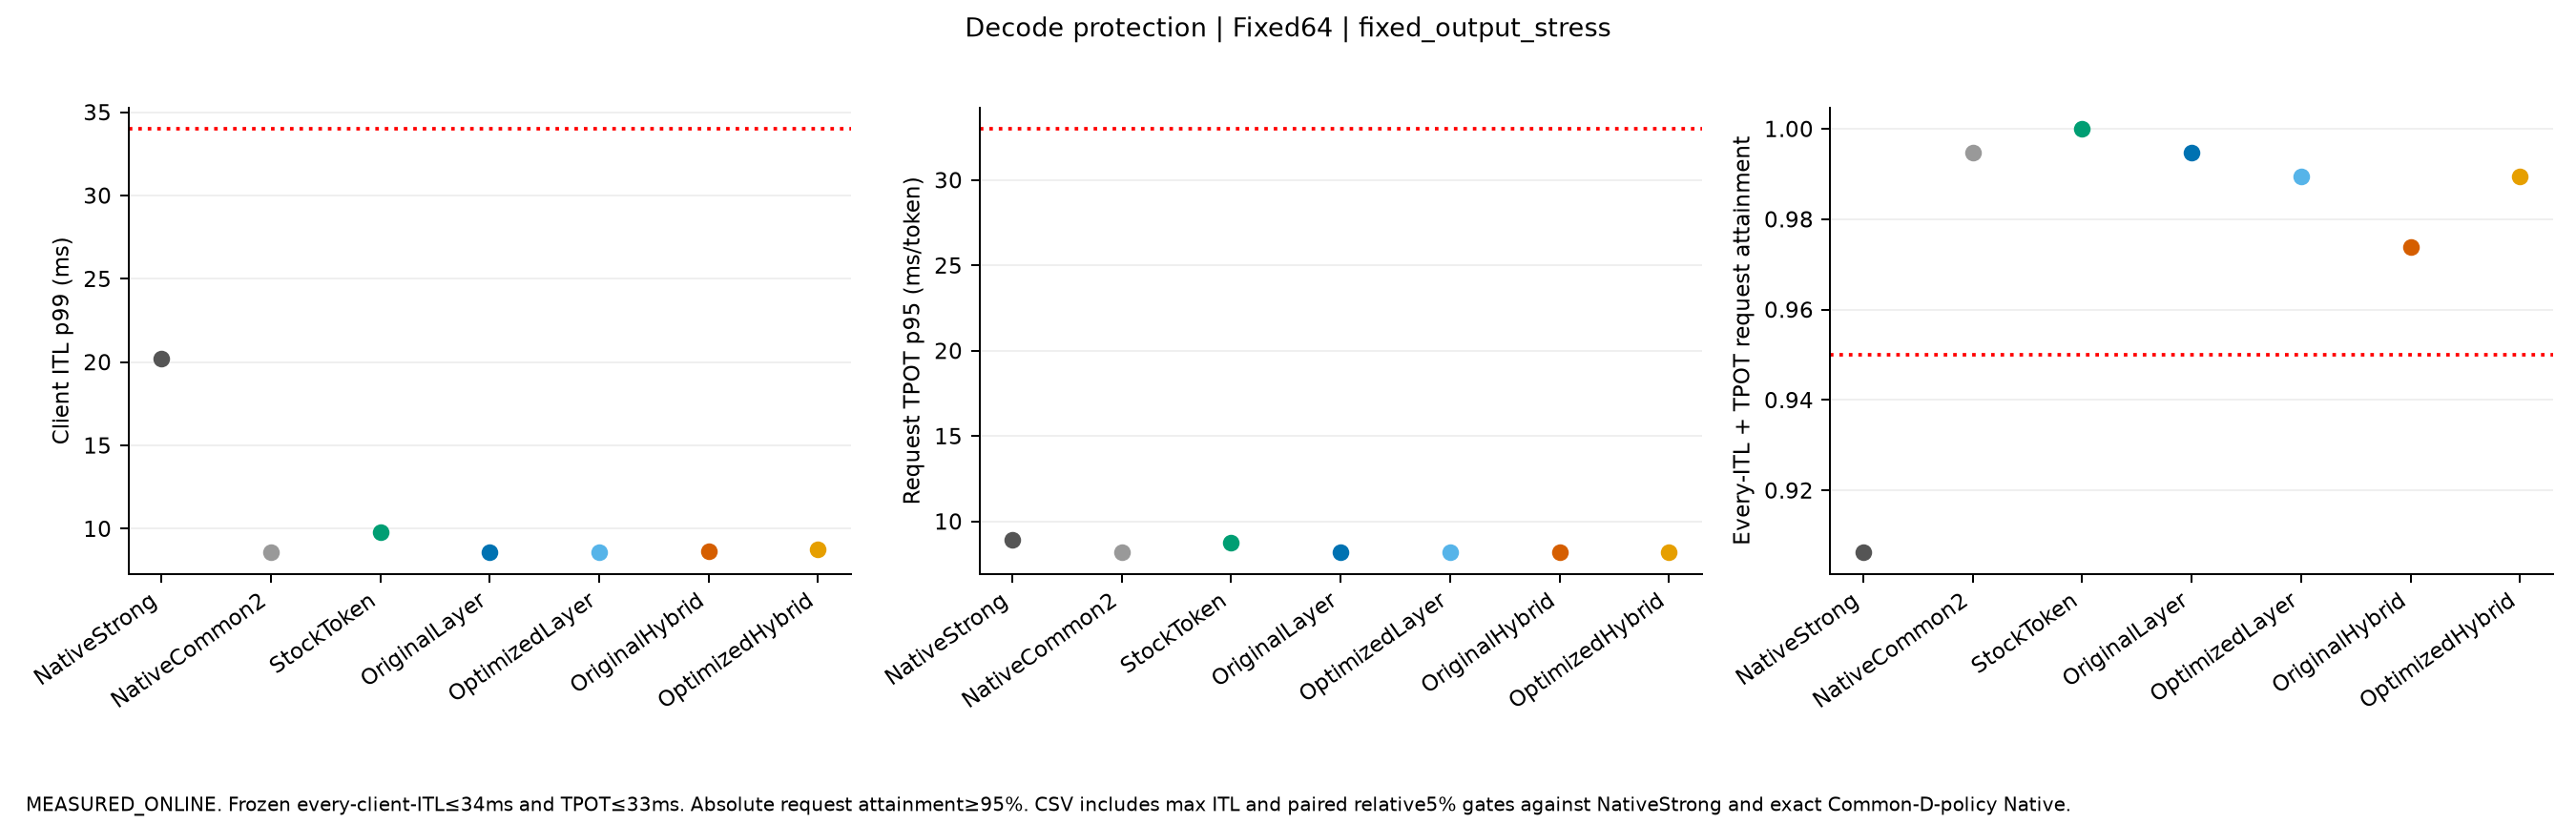 Decode protection | Fixed64 | fixed_output_stress
Client ITL p99 (ms)
35
30
25
20
15
10
NativeStrong
NativeCommon2
StockToken
OriginalLayer
OptimizedLayer
OriginalHybrid
OptimizedHybrid
Request TPOT p95 (ms/token)
30
25
20
15
10
NativeStrong
NativeCommon2
StockToken
OriginalLayer
OptimizedLayer
OriginalHybrid
OptimizedHybrid
Every-ITL + TPOT request attainment
1.00
0.98
0.96
0.94
0.92
NativeStrong
NativeCommon2
StockToken
OriginalLayer
OptimizedLayer
OriginalHybrid
OptimizedHybrid
MEASURED_ONLINE. Frozen every-client-ITL≤34ms and TPOT≤33ms. Absolute request attainment≥95%. CSV includes max ITL and paired relative5% gates against NativeStrong and exact Common-D-policy Native.